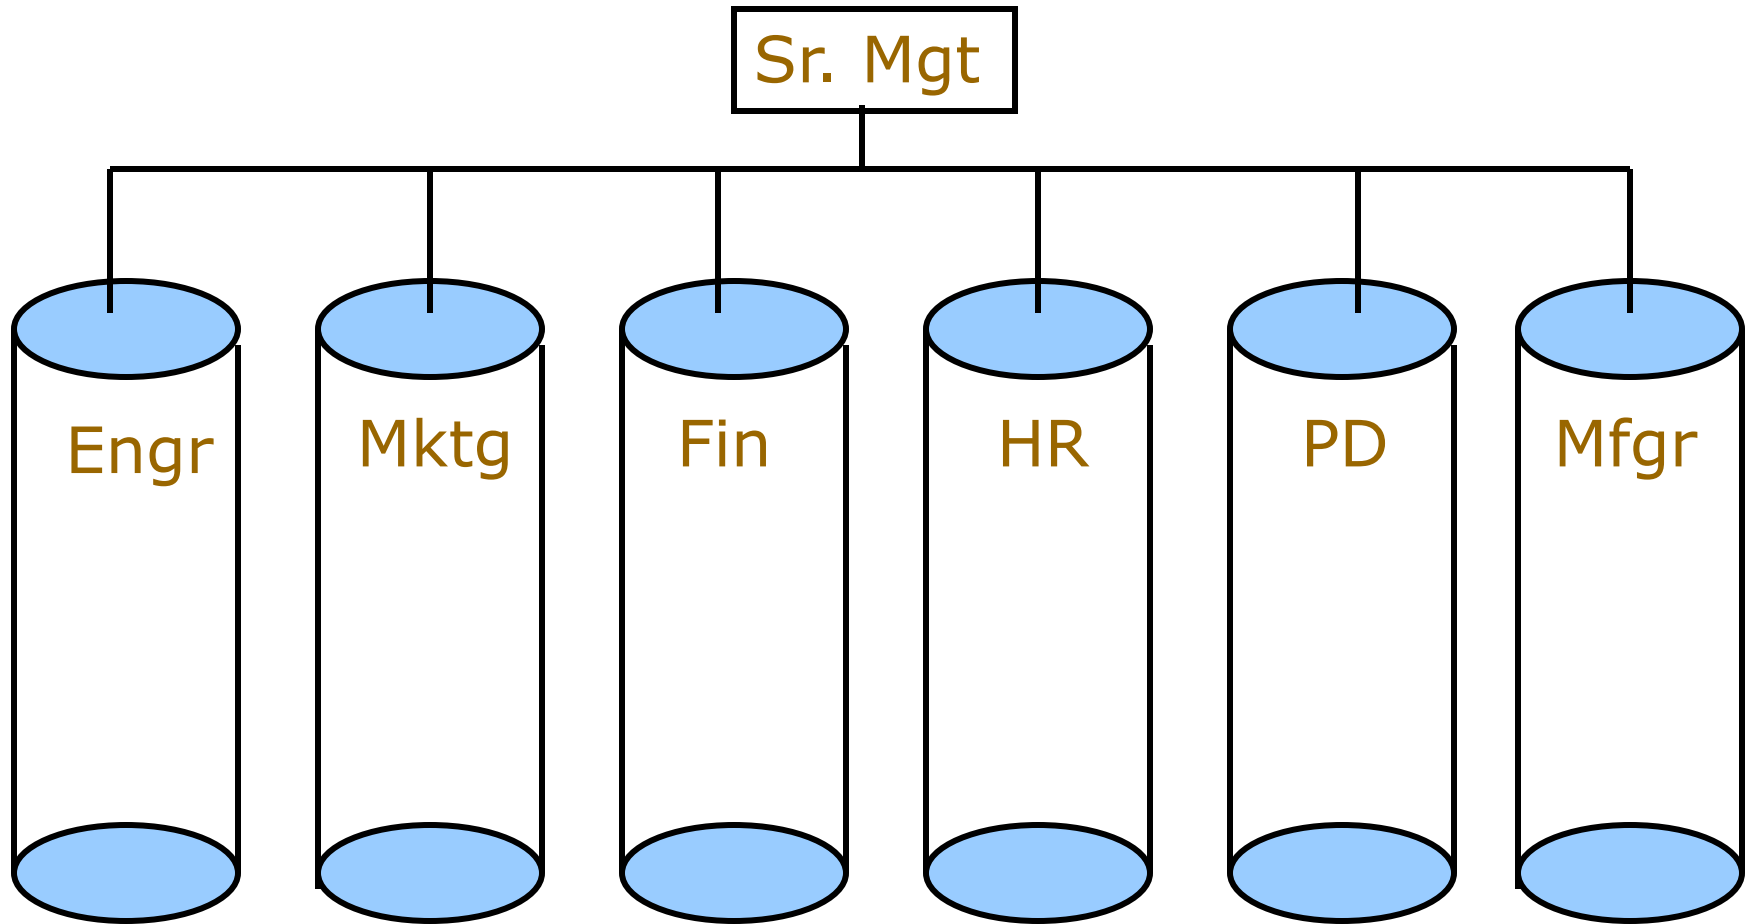 Sr. Mgt
Engr
Mktg
Fin
HR
PD
Mfgr